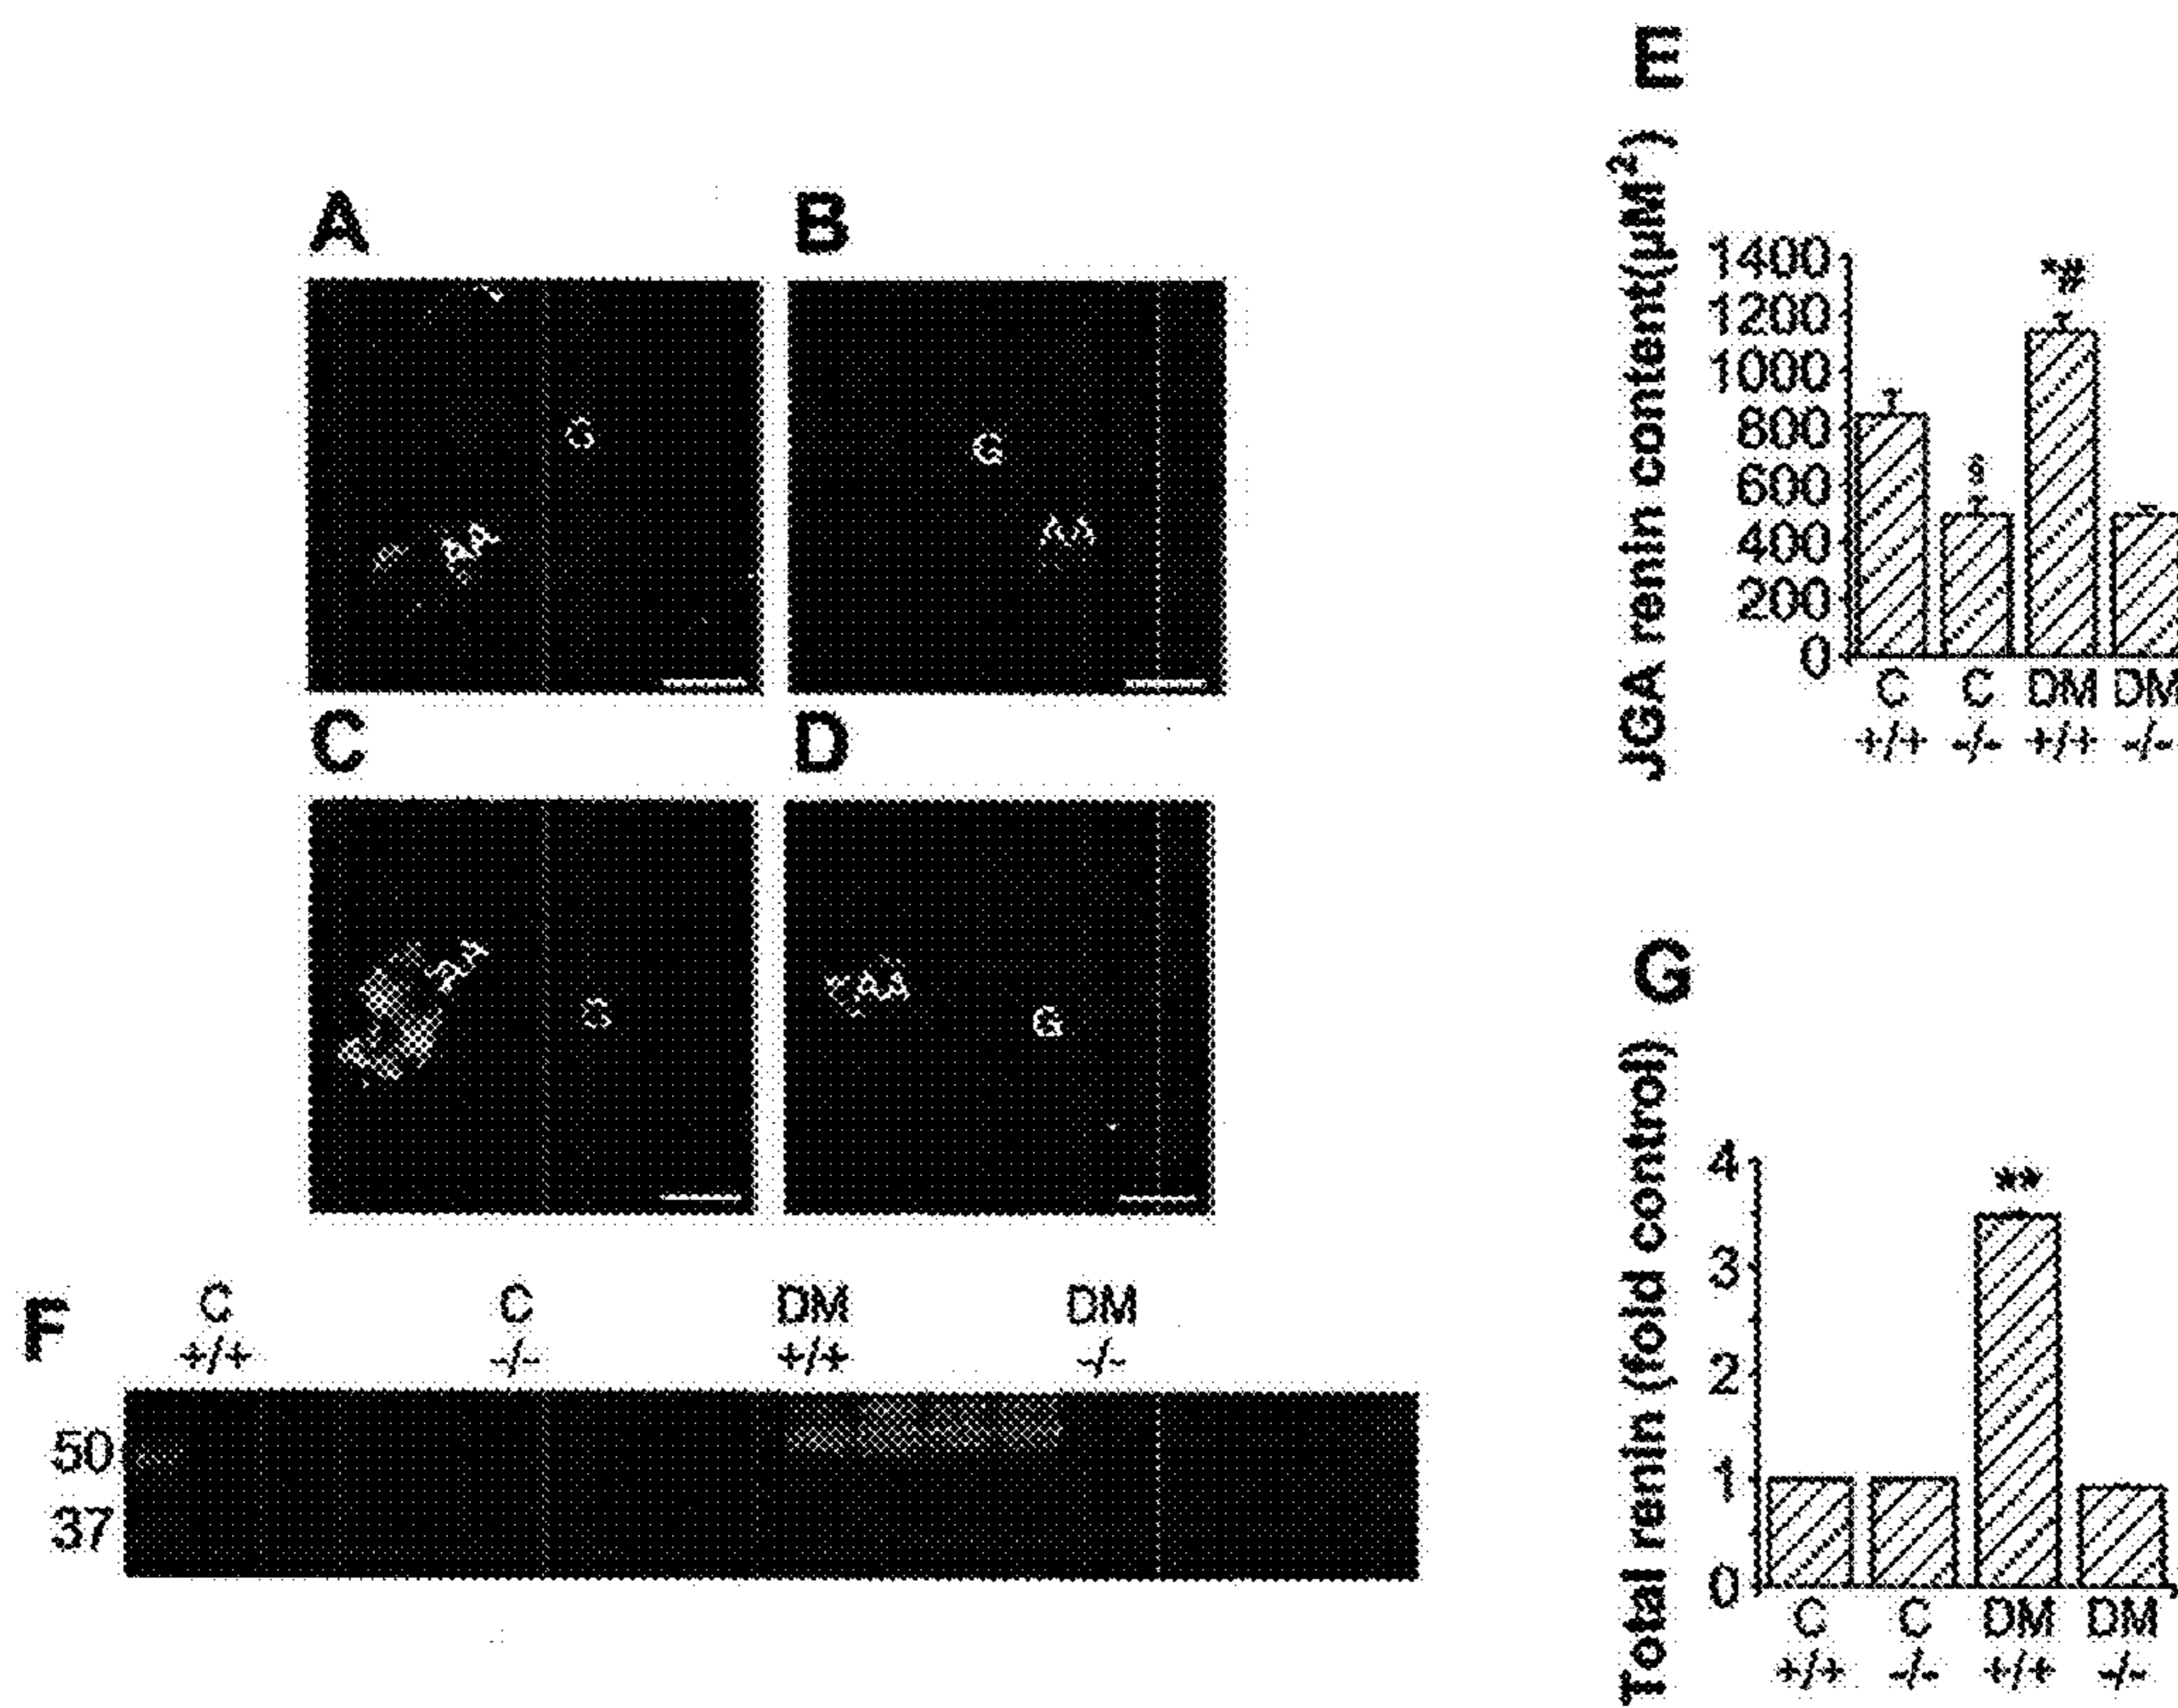 A
B
G
AA
G
AA
C
D
AA
G
AA
G
E
JGA renin content(μM²)
1400
1200
1000
800
600
400
200
0
*#
§
C C DM DM
+/+ -/- +/+ -/-
F
C C DM DM
+/+ -/- +/+ -/-
50
37
G
Total renin (fold control)
4
3
2
1
0
**
C C DM DM
+/+ -/- +/+ -/-